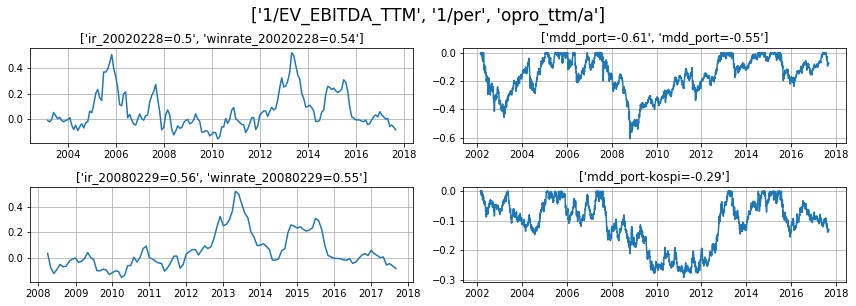 ['1/EV_EBITDA_TTM', '1/per', 'opro_ttm/a']
['ir_20020228=0.5', 'winrate_20020228=0.54']
0.4
0.2
0.0
2004 2006 2008 2010 2012 2014 2016 2018
['mdd_port=-0.61', 'mdd_port=-0.55']
0.0
−0.2
−0.4
−0.6
2002 2004 2006 2008 2010 2012 2014 2016 2018
['ir_20080229=0.56', 'winrate_20080229=0.55']
0.4
0.2
0.0
2008 2009 2010 2011 2012 2013 2014 2015 2016 2017 2018
['mdd_port-kospi=-0.29']
0.0
−0.1
−0.2
−0.3
2002 2004 2006 2008 2010 2012 2014 2016 2018